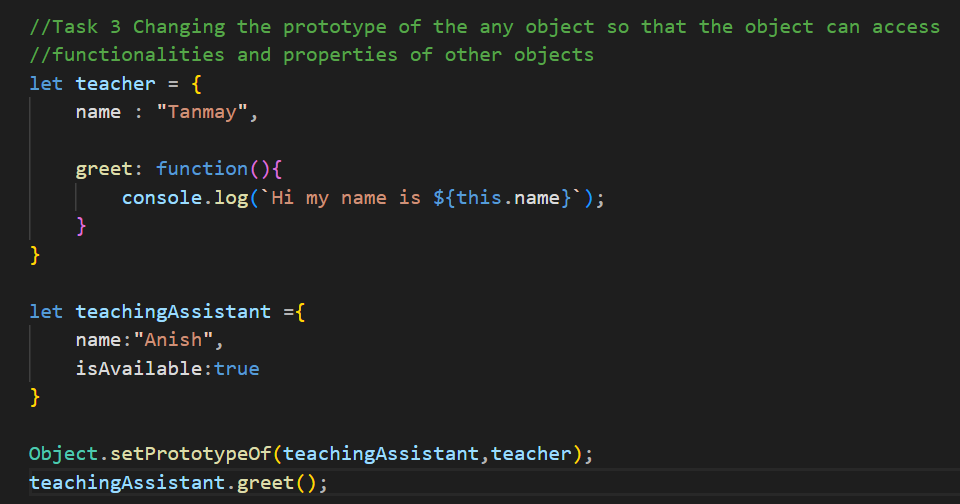 //Task 3 Changing the prototype of the any object so that the object can access
//functionalities and properties of other objects
let teacher = {
    name : "Tanmay",

    greet: function(){
        console.log(`Hi my name is ${this.name}`);
    }
}

let teachingAssistant ={
    name:"Anish",
    isAvailable:true
}

Object.setPrototypeOf(teachingAssistant,teacher);
teachingAssistant.greet();